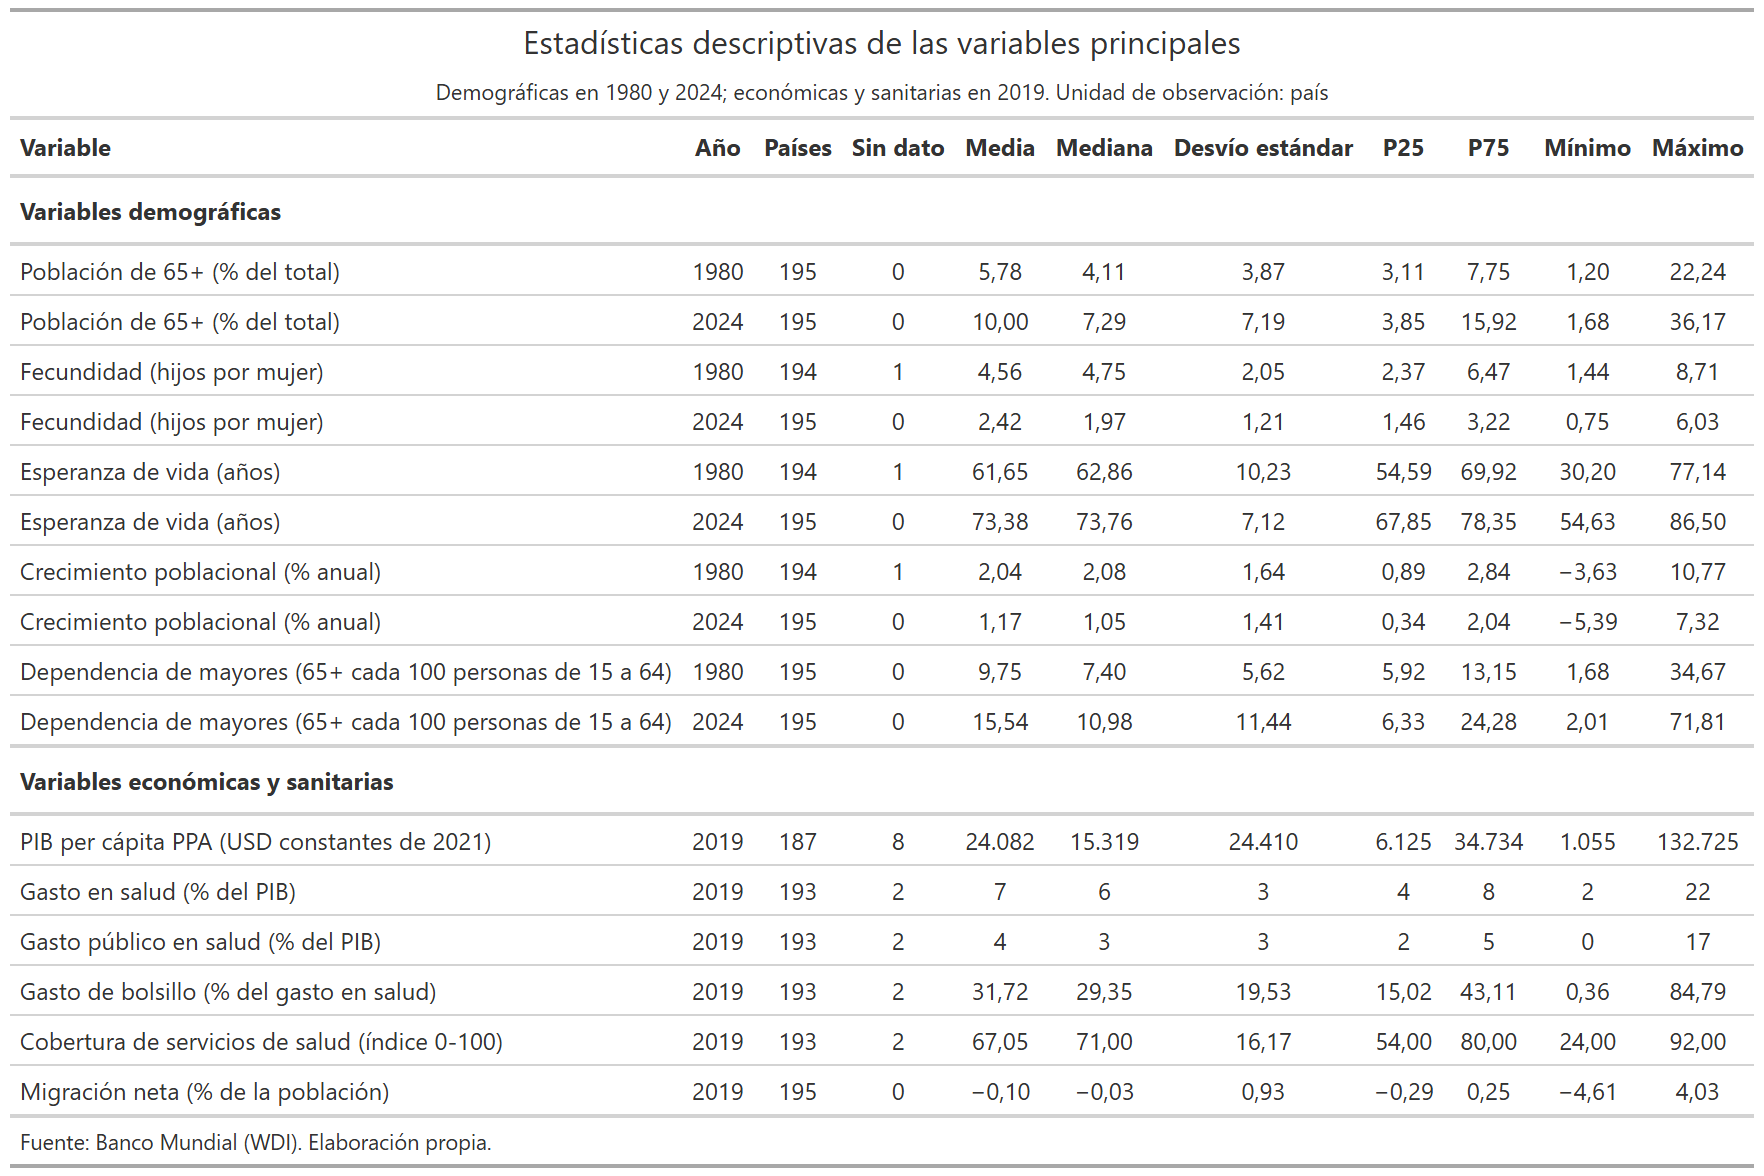 Estadísticas descriptivas de las variables principales
Demográficas en 1980 y 2024; económicas y sanitarias en 2019. Unidad de observación: país
Variable Año Países Sin dato Media Mediana Desvío estándar P25 P75 Mínimo Máximo
Variables demográficas
Población de 65+ (% del total) 1980 195 0 5,78 4,11 3,87 3,11 7,75 1,20 22,24
Población de 65+ (% del total) 2024 195 0 10,00 7,29 7,19 3,85 15,92 1,68 36,17
Fecundidad (hijos por mujer) 1980 194 1 4,56 4,75 2,05 2,37 6,47 1,44 8,71
Fecundidad (hijos por mujer) 2024 195 0 2,42 1,97 1,21 1,46 3,22 0,75 6,03
Esperanza de vida (años) 1980 194 1 61,65 62,86 10,23 54,59 69,92 30,20 77,14
Esperanza de vida (años) 2024 195 0 73,38 73,76 7,12 67,85 78,35 54,63 86,50
Crecimiento poblacional (% anual) 1980 194 1 2,04 2,08 1,64 0,89 2,84 −3,63 10,77
Crecimiento poblacional (% anual) 2024 195 0 1,17 1,05 1,41 0,34 2,04 −5,39 7,32
Dependencia de mayores (65+ cada 100 personas de 15 a 64) 1980 195 0 9,75 7,40 5,62 5,92 13,15 1,68 34,67
Dependencia de mayores (65+ cada 100 personas de 15 a 64) 2024 195 0 15,54 10,98 11,44 6,33 24,28 2,01 71,81
Variables económicas y sanitarias
PIB per cápita PPA (USD constantes de 2021) 2019 187 8 24.082 15.319 24.410 6.125 34.734 1.055 132.725
Gasto en salud (% del PIB) 2019 193 2 7 6 3 4 8 2 22
Gasto público en salud (% del PIB) 2019 193 2 4 3 3 2 5 0 17
Gasto de bolsillo (% del gasto en salud) 2019 193 2 31,72 29,35 19,53 15,02 43,11 0,36 84,79
Cobertura de servicios de salud (índice 0-100) 2019 193 2 67,05 71,00 16,17 54,00 80,00 24,00 92,00
Migración neta (% de la población) 2019 195 0 −0,10 −0,03 0,93 −0,29 0,25 −4,61 4,03
Fuente: Banco Mundial (WDI). Elaboración propia.